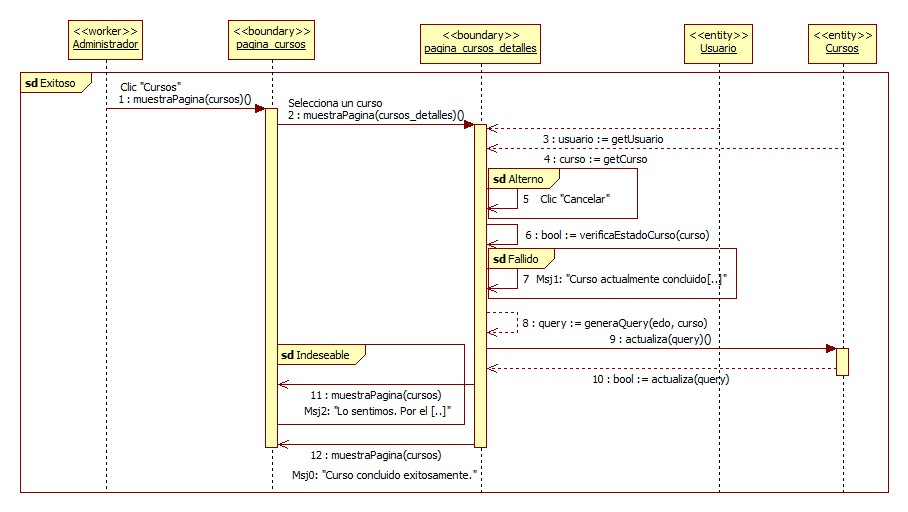 <<worker>>
Administrador
<<boundary>>
pagina_cursos
<<boundary>>
pagina_cursos_detalles
<<entity>>
Usuario
<<entity>>
Cursos
sd Exitoso
Clic "Cursos"
1 : muestraPagina(cursos)()
Selecciona un curso
2 : muestraPagina(cursos_detalles)()
3 : usuario := getUsuario
4 : curso := getCurso
sd Alterno
5 Clic "Cancelar"
6 : bool := verificaEstadoCurso(curso)
sd Fallido
7 Msj1: "Curso actualmente concluido[..]"
8 : query := generaQuery(edo, curso)
9 : actualiza(query)()
sd Indeseable
10 : bool := actualiza(query)
11 : muestraPagina(cursos)
Msj2: "Lo sentimos. Por el [..]"
12 : muestraPagina(cursos)
Msj0: "Curso concluido exitosamente."